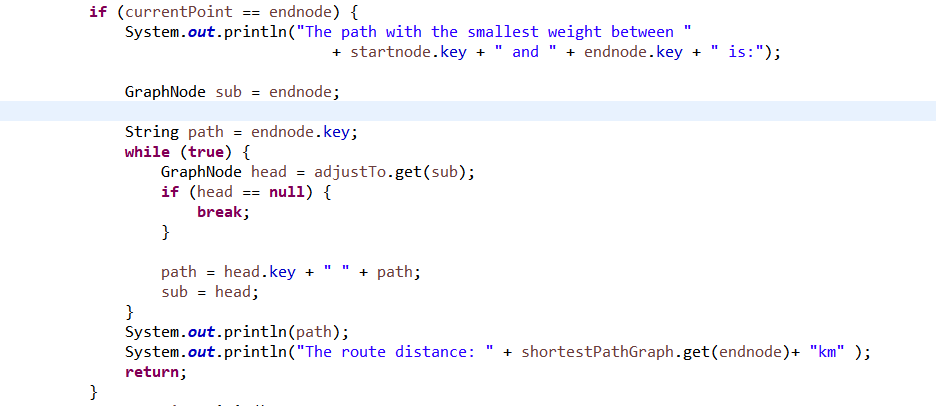 if (currentPoint == endnode) {
System.out.println("The path with the smallest weight between "
+ startnode.key + " and " + endnode.key + " is:");
GraphNode sub = endnode;
String path = endnode.key;
while (true) {
GraphNode head = adjustTo.get(sub);
if (head == null) {
break;
}
path = head.key + " " + path;
sub = head;
}
System.out.println(path);
System.out.println("The route distance: " + shortestPathGraph.get(endnode)+ "km" );
return;
}